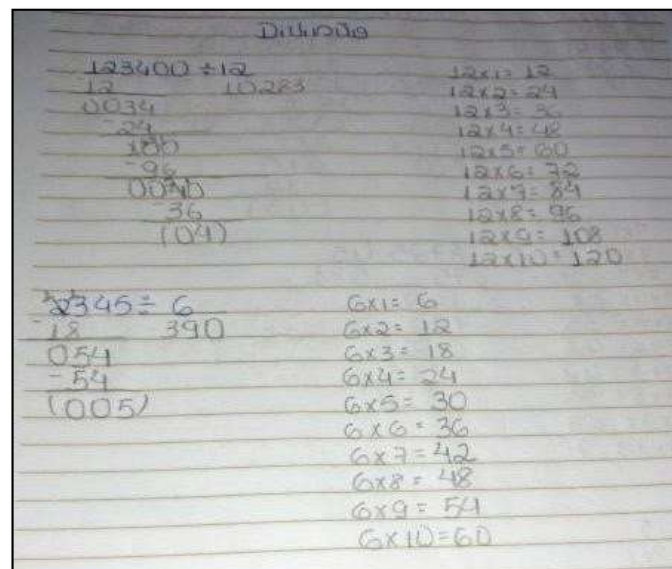 Divisões
123400 ÷ 12
12 10283
0034
-24
100
-96
0040
-36
(04)
12x1= 12
12x2= 24
12x3= 36
12x4= 48
12x5= 60
12x6= 72
12x7= 84
12x8= 96
12x9= 108
12x10= 120
2345 ÷ 6
-18 390
054
-54
(005)
6x1= 6
6x2= 12
6x3= 18
6x4= 24
6x5= 30
6x6= 36
6x7= 42
6x8= 48
6x9= 54
6x10=60